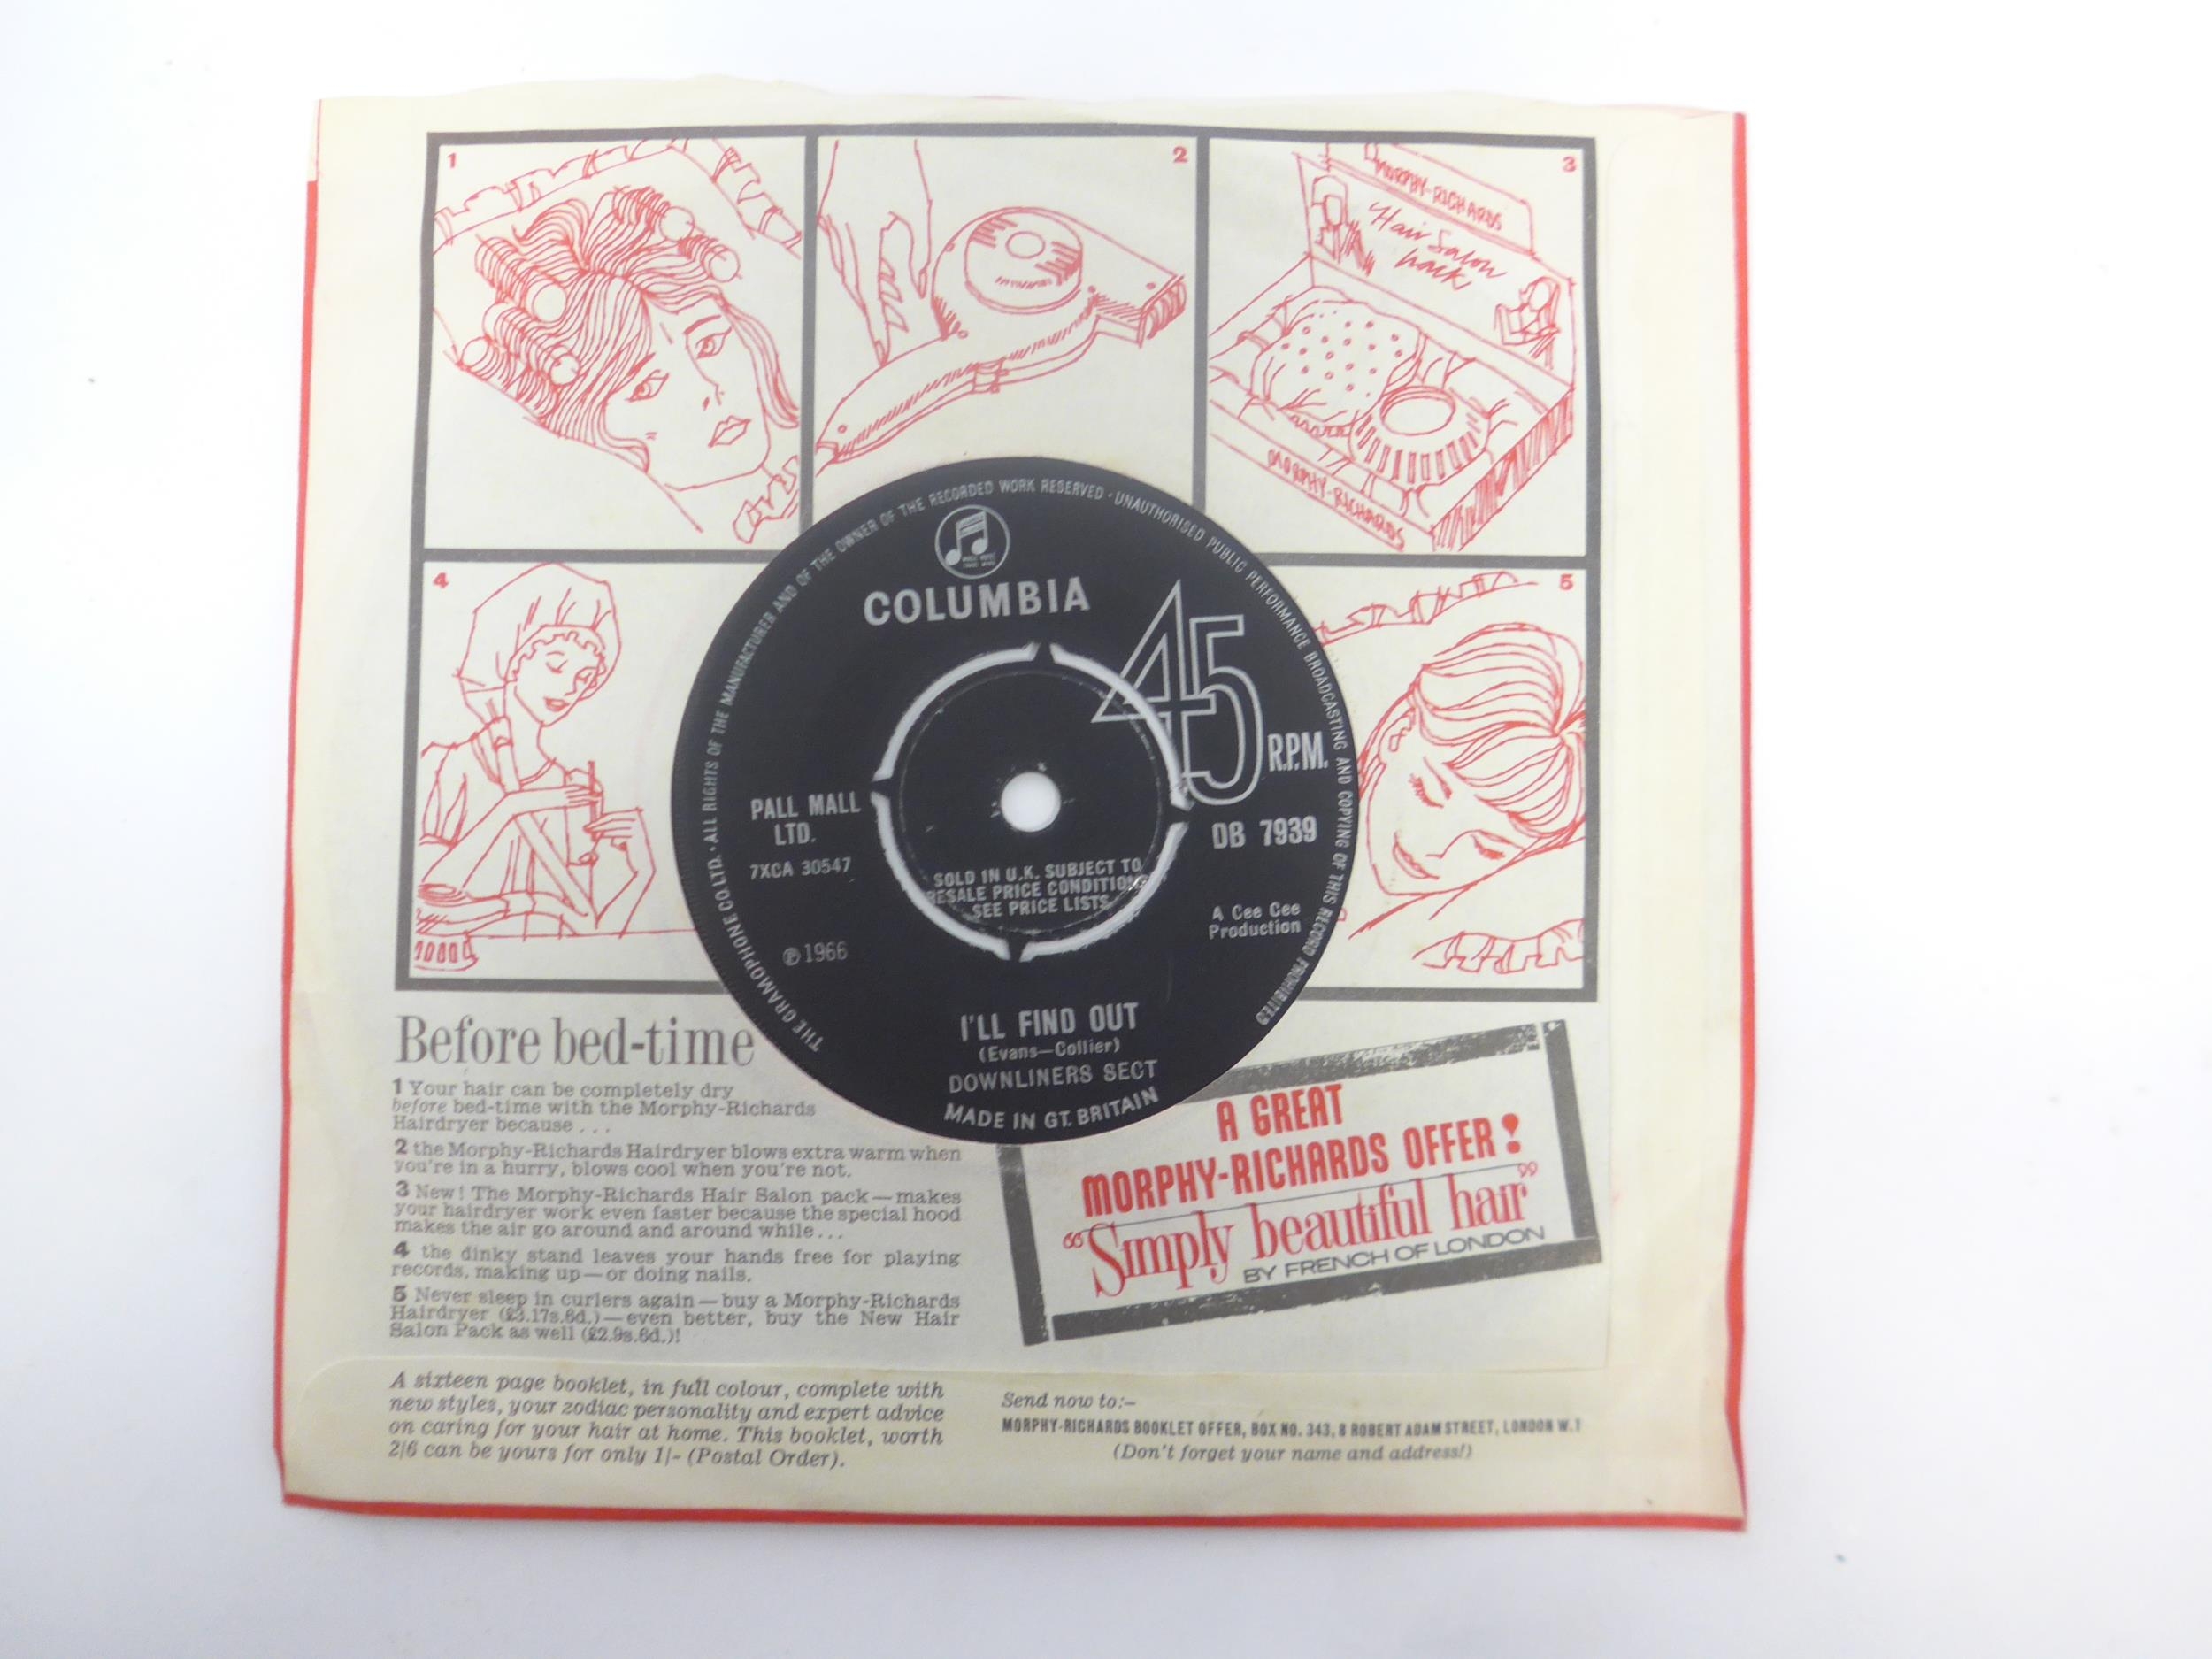 1
2
3
MORPHY-RICHARDS
Hair Salon
Pack
MORPHY-RICHARDS
4
5
THE GRAMOPHONE CO. LTD. · ALL RIGHTS OF THE MANUFACTURER AND OF THE OWNER OF THE RECORDED WORK RESERVED · UNAUTHORISED PUBLIC PERFORMANCE BROADCASTING AND COPYING OF THIS RECORD PROHIBITED
COLUMBIA
45
R.P.M.
PALL MALL
LTD.
7XCA 30547
DB 7939
SOLD IN U.K. SUBJECT TO
RESALE PRICE CONDITIONS
SEE PRICE LISTS
A Cee Cee
Production
℗ 1966
I'LL FIND OUT
(Evans—Collier)
DOWNLINERS SECT
MADE IN GT. BRITAIN
Before bed-time
1 Your hair can be completely dry
before bed-time with the Morphy-Richards
Hairdryer because ...
2 the Morphy-Richards Hairdryer blows extra warm when
you're in a hurry, blows cool when you're not.
3 New! The Morphy-Richards Hair Salon pack—makes
your hairdryer work even faster because the special hood
makes the air go around and around while...
4 the dinky stand leaves your hands free for playing
records, making up—or doing nails.
5 Never sleep in curlers again—buy a Morphy-Richards
Hairdryer (£3.17s.6d.)—even better, buy the New Hair
Salon Pack as well (£2.9s.6d.)!
A GREAT
MORPHY-RICHARDS OFFER!
“Simply beautiful hair”
BY FRENCH OF LONDON
A sixteen page booklet, in full colour, complete with
new styles, your zodiac personality and expert advice
on caring for your hair at home. This booklet, worth
2/6 can be yours for only 1/- (Postal Order).
Send now to:–
MORPHY-RICHARDS BOOKLET OFFER, BOX NO. 343, 8 ROBERT ADAM STREET, LONDON W.1
(Don't forget your name and address!)